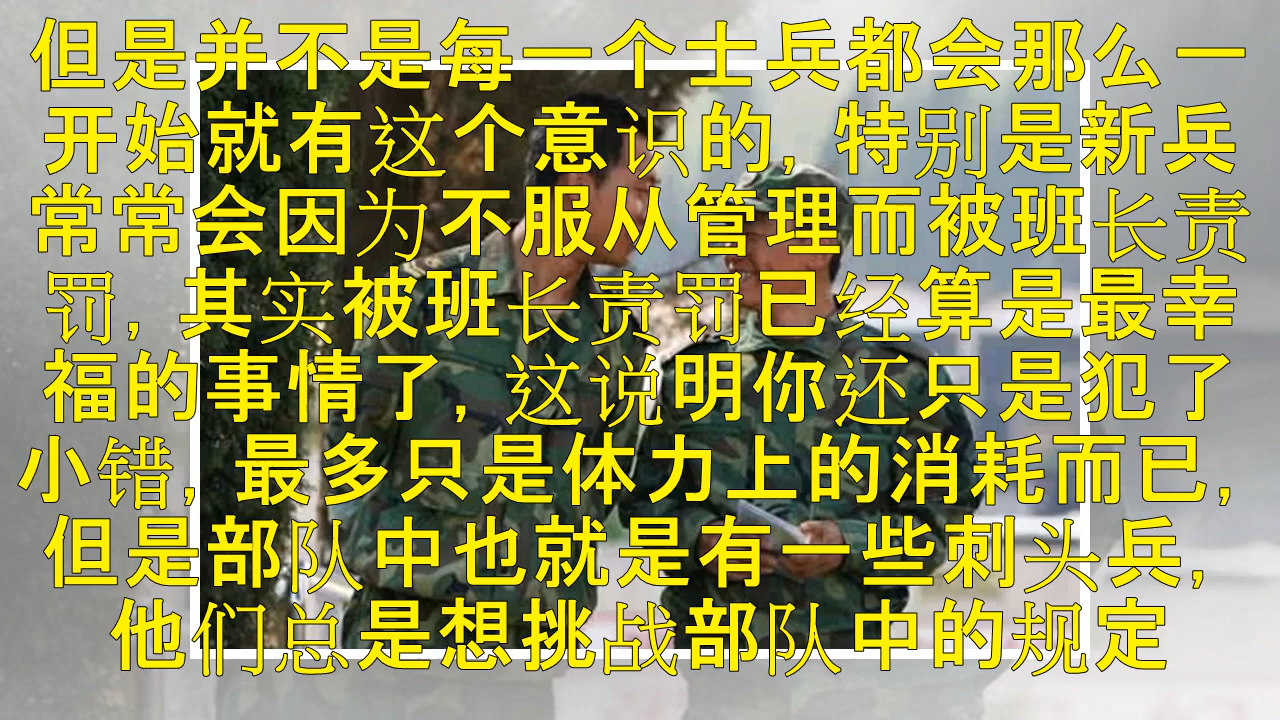 但是并不是每一个士兵都会那么一
开始就有这个意识的,特别是新兵
常常会因为不服从管理而被班长责
罚,其实被班长责罚已经算是最幸
福的事情了,这说明你还只是犯了
小错,最多只是体力上的消耗而已,
但是部队中也就是有一些刺头兵,
他们总是想挑战部队中的规定